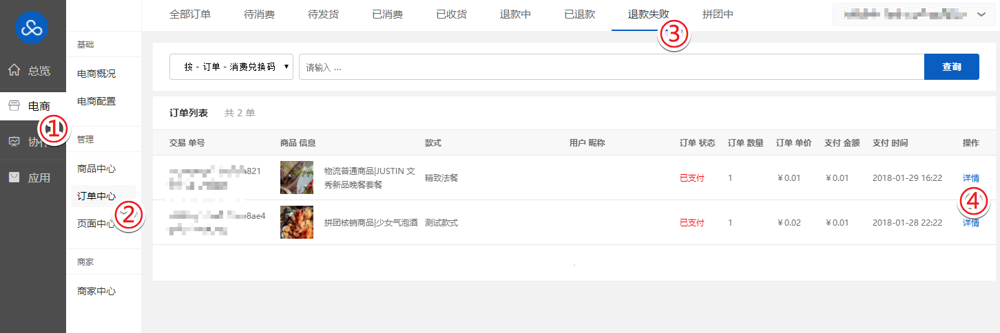 全部订单 待消费 待发货 已消费 已收货 退款中 已退款 退款失败 拼团中
③
总览
电商
①
应用
基础
电商概况
电商配置
管理
商品中心
订单中心
②
页面中心
商家
商家中心
按 - 订单 - 消费兑换码 请输入 ... 查询
订单列表 共 2 单
交易 单号 商品 信息 款式 用户 昵称 订单 状态 订单 数量 订单 单价 支付 金额 支付 时间 操作
a821 物流普通商品|JUSTIN 文
秀新品晚餐套餐 精致法餐 已支付 1 ¥0.01 ¥0.01 2018-01-29 16:22 详情
④
e8ae4 拼团核销商品|少女气泡酒 测试款式 已支付 1 ¥0.02 ¥0.01 2018-01-28 22:22 详情